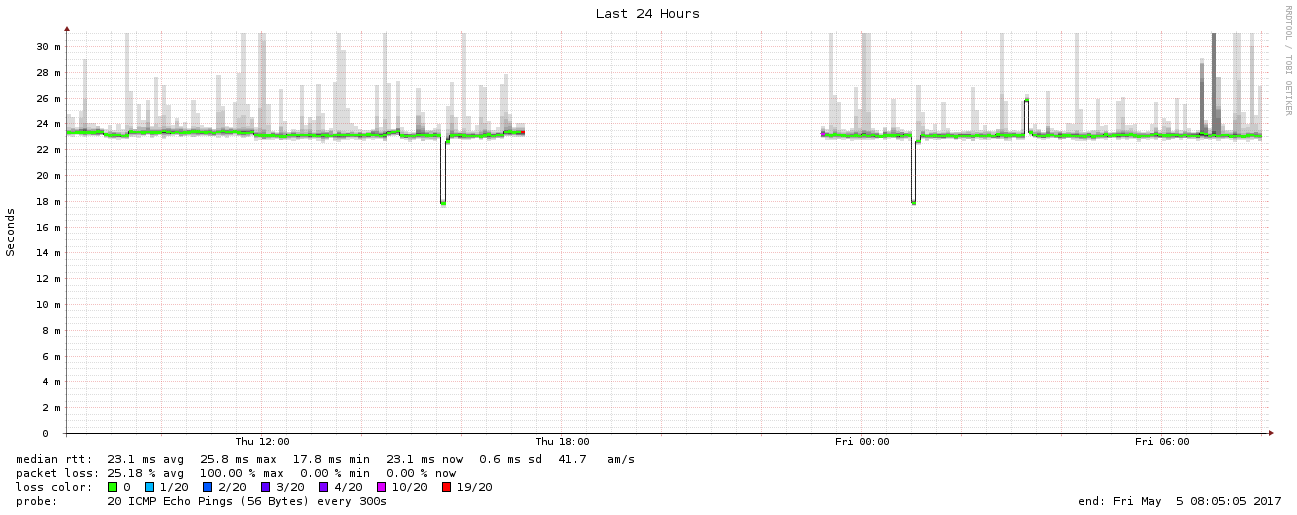 Last 24 Hours
RRDTOOL / TOBI OETIKER
Seconds
30 m
28 m
26 m
24 m
22 m
20 m
18 m
16 m
14 m
12 m
10 m
8 m
6 m
4 m
2 m
0
Thu 12:00 Thu 18:00 Fri 00:00 Fri 06:00
median rtt: 23.1 ms avg 25.8 ms max 17.8 ms min 23.1 ms now 0.6 ms sd 41.7 am/s
packet loss: 25.18 % avg 100.00 % max 0.00 % min 0.00 % now
loss color: 0 1/20 2/20 3/20 4/20 10/20 19/20
probe: 20 ICMP Echo Pings (56 Bytes) every 300s end: Fri May 5 08:05:05 2017